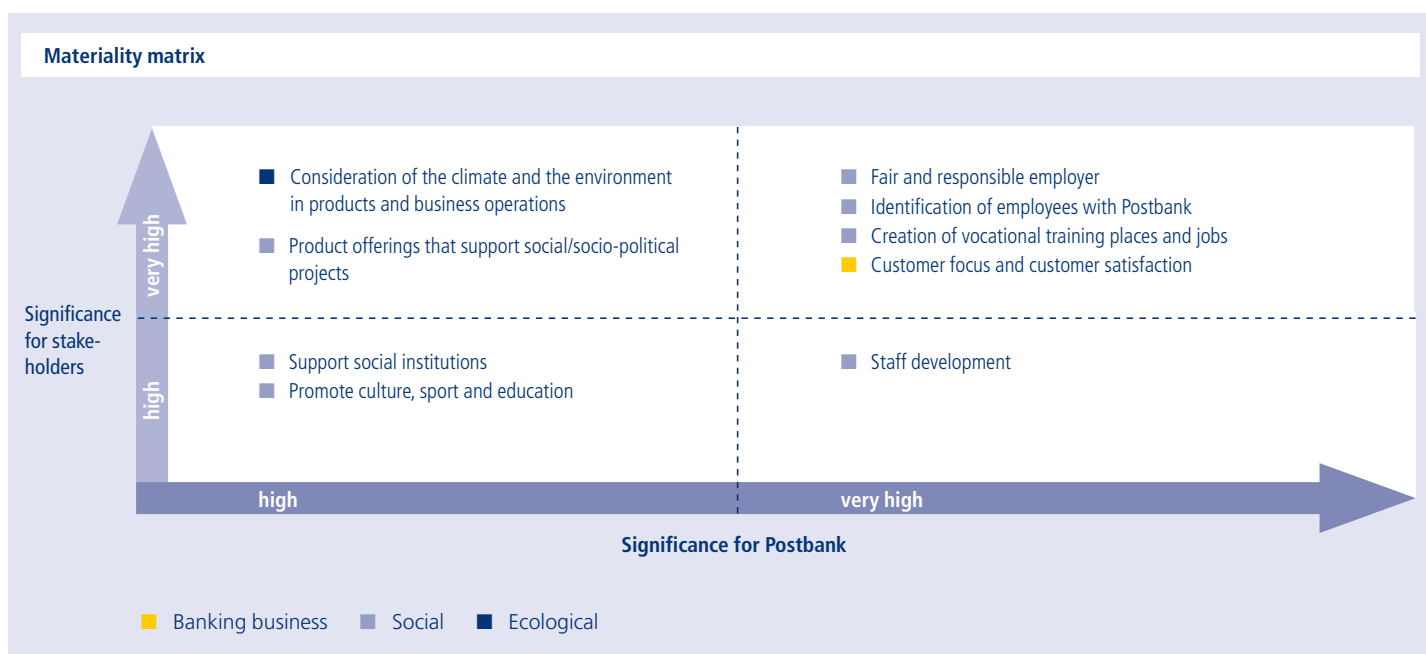 Materiality matrix
Consideration of the climate and the environment
in products and business operations
Product offerings that support social/socio-political
projects
Fair and responsible employer
Identification of employees with Postbank
Creation of vocational training places and jobs
Customer focus and customer satisfaction
very high
Significance
for stake-
holders
high
Support social institutions
Promote culture, sport and education
Staff development
high
very high
Significance for Postbank
Banking business
Social
Ecological